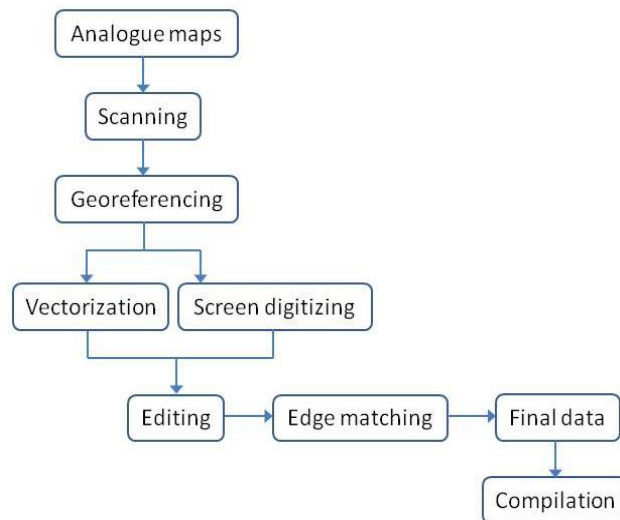 Analogue maps
Scanning
Georeferencing
Vectorization
Screen digitizing
Editing
Edge matching
Final data
Compilation